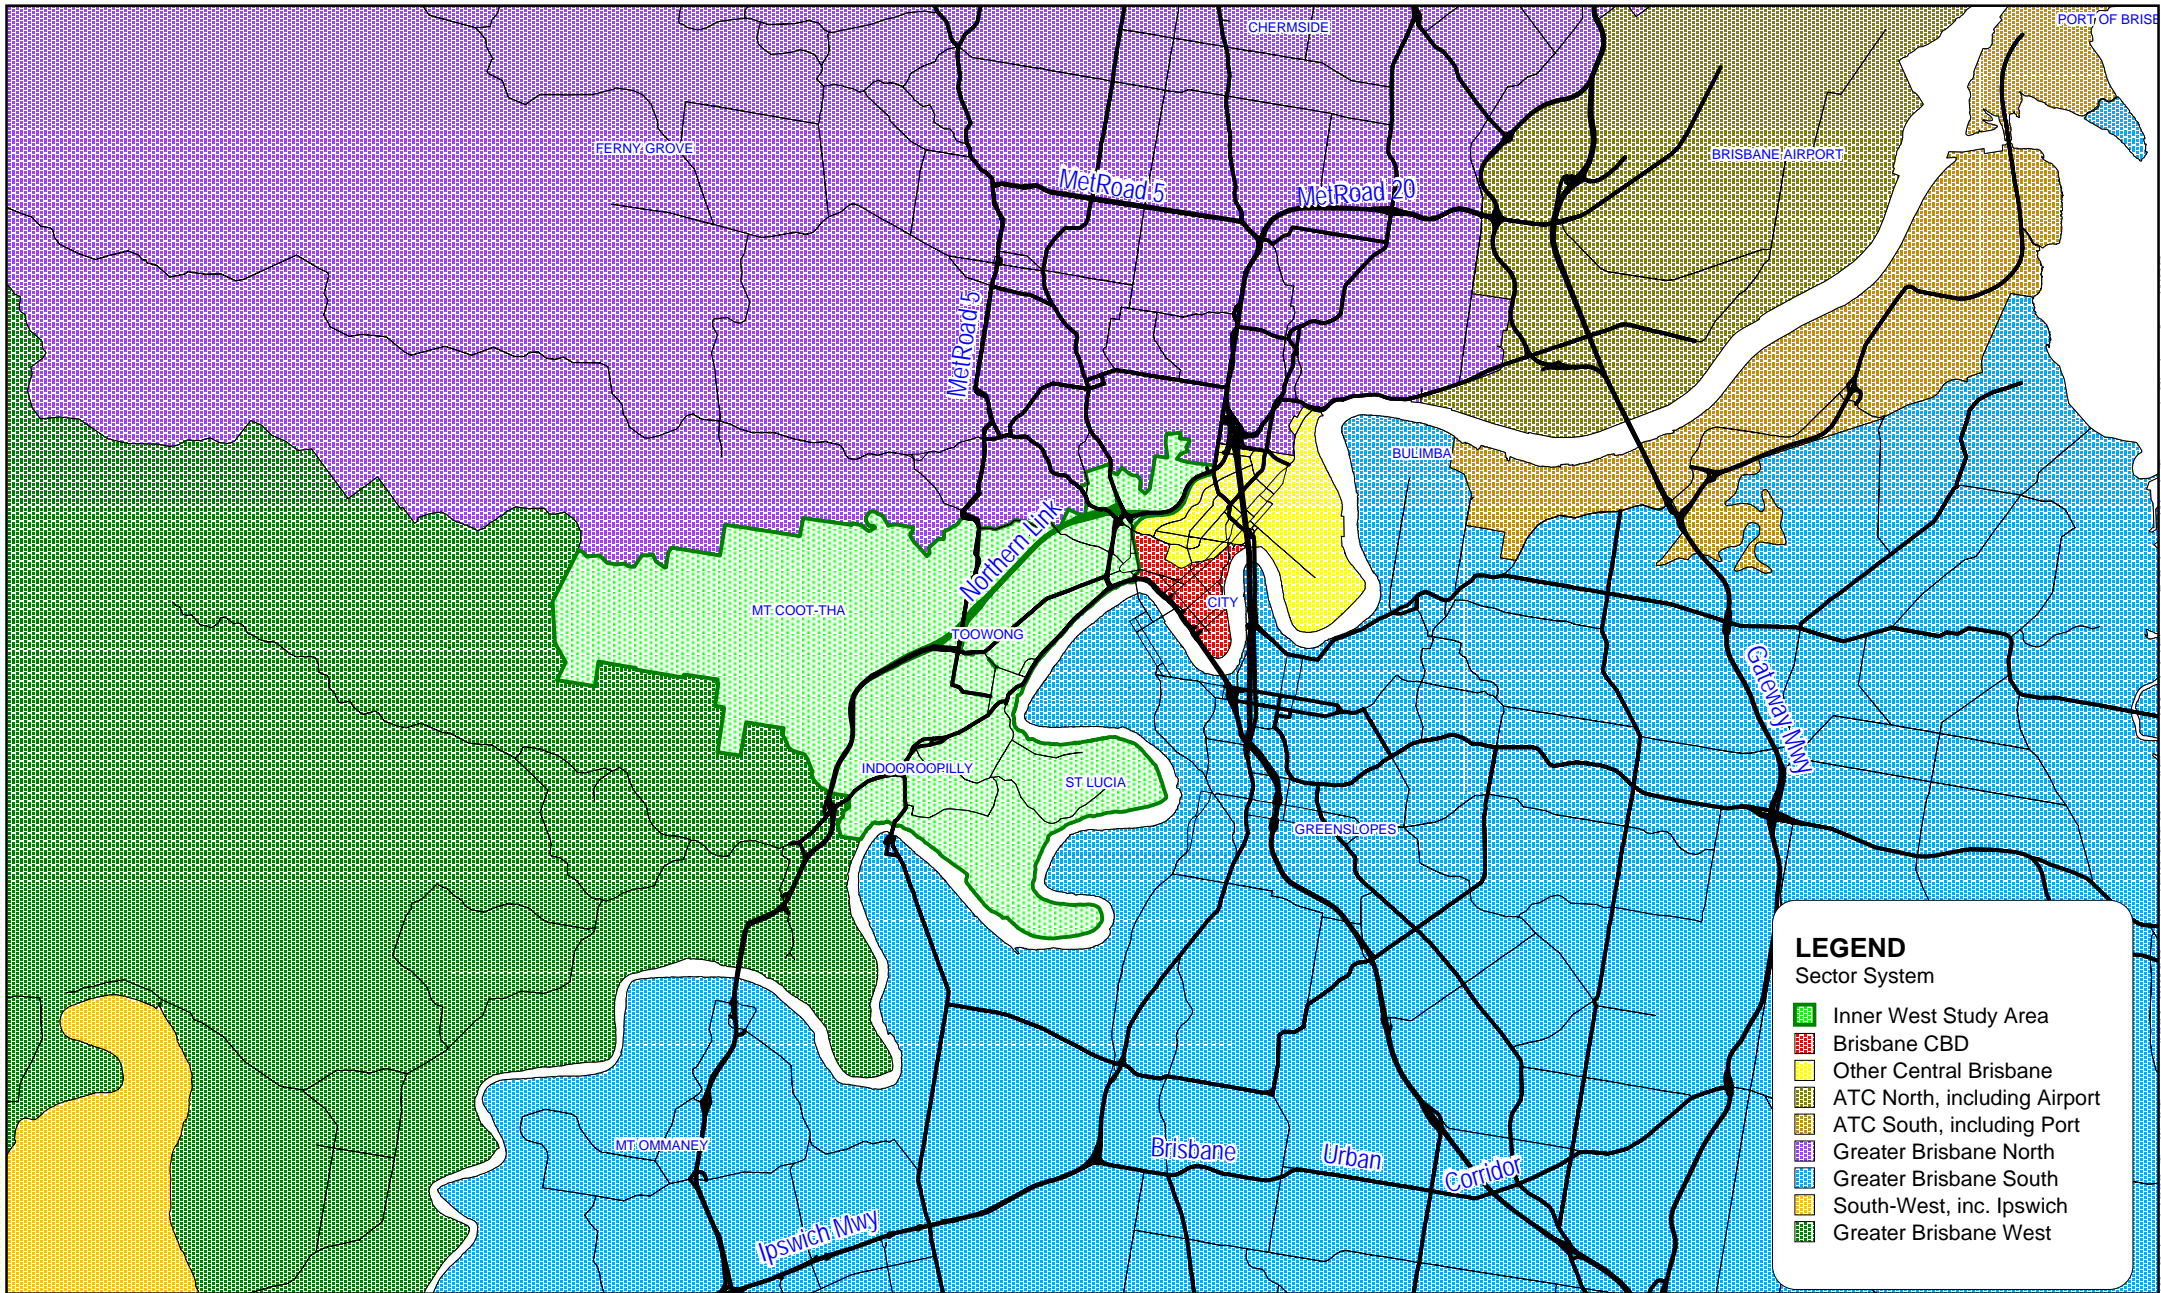 CHERMSIDE
PORT OF BRISB
FERNY GROVE
BRISBANE AIRPORT
MetRoad 5
MetRoad 20
MetRoad 5
BULIMBA
Northern Link
MT COOT-THA
CITY
TOOWONG
Gateway Mwy
INDOOROOPILLY
ST LUCIA
GREENSLOPES
LEGEND
Sector System
Inner West Study Area
Brisbane CBD
Other Central Brisbane
ATC North, including Airport
ATC South, including Port
Greater Brisbane North
Greater Brisbane South
South-West, inc. Ipswich
Greater Brisbane West
MT OMMANEY
Brisbane
Urban
Corridor
Ipswich Mwy